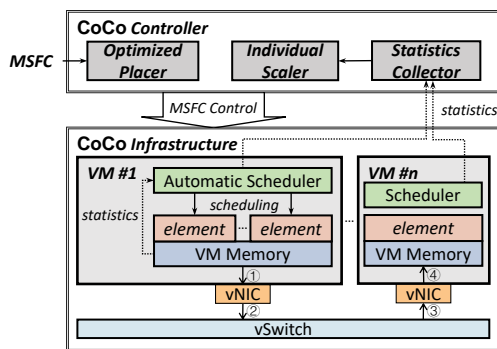 CoCo Controller
MSFC
Optimized Placer
Individual Scaler
Statistics Collector
MSFC Control
statistics
CoCo Infrastructure
VM #1
Automatic Scheduler
statistics
scheduling
element ... element
VM Memory
①
vNIC
②
...
VM #n
Scheduler
element
VM Memory
④
vNIC
③
vSwitch